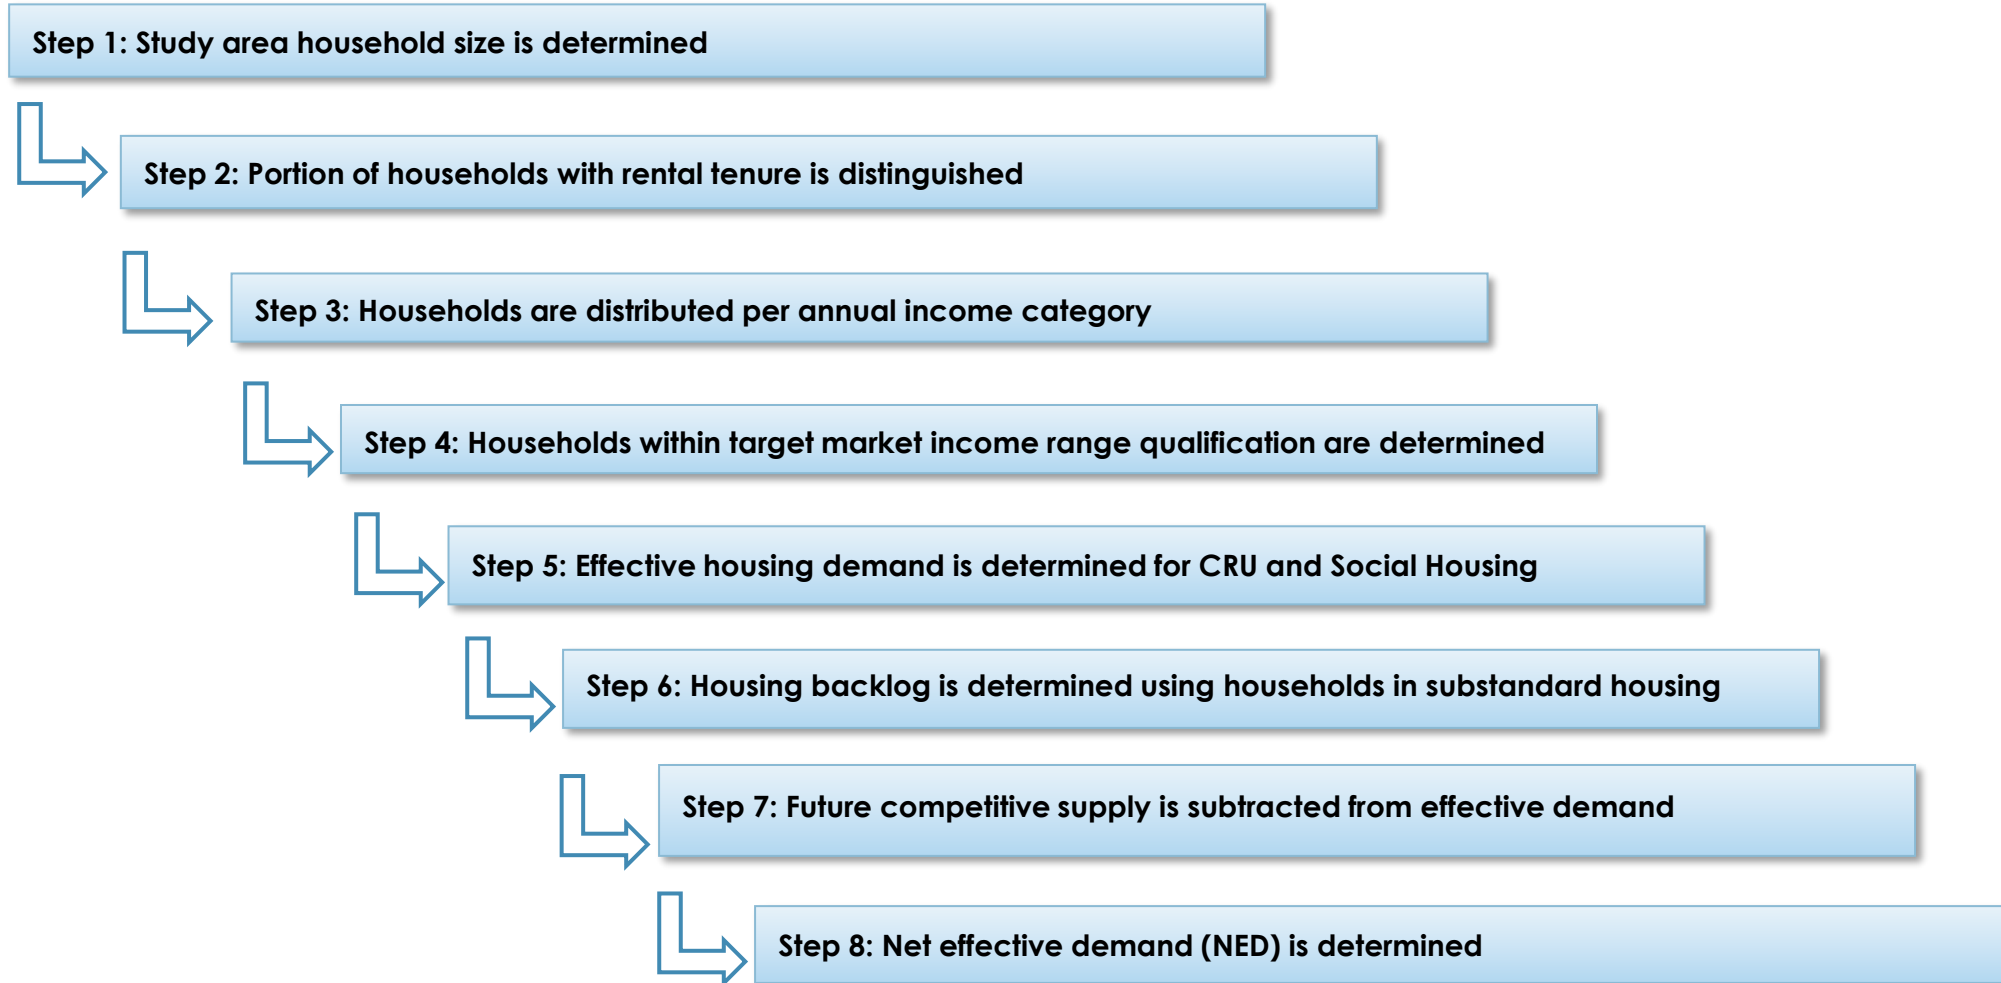 Step 1: Study area household size is determined
Step 2: Portion of households with rental tenure is distinguished
Step 3: Households are distributed per annual income category
Step 4: Households within target market income range qualification are determined
Step 5: Effective housing demand is determined for CRU and Social Housing
Step 6: Housing backlog is determined using households in substandard housing
Step 7: Future competitive supply is subtracted from effective demand
Step 8: Net effective demand (NED) is determined